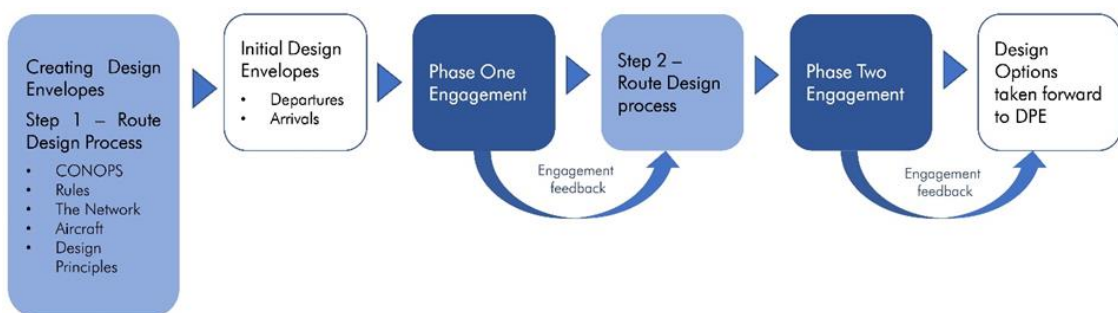 Creating Design
Envelopes
Step 1 – Route
Design Process
• CONOPS
• Rules
• The Network
• Aircraft
• Design
Principles
Initial Design
Envelopes
• Departures
• Arrivals
Phase One
Engagement
Step 2 –
Route Design
process
Phase Two
Engagement
Design
Options
taken forward
to DPE
Engagement
feedback
Engagement
feedback